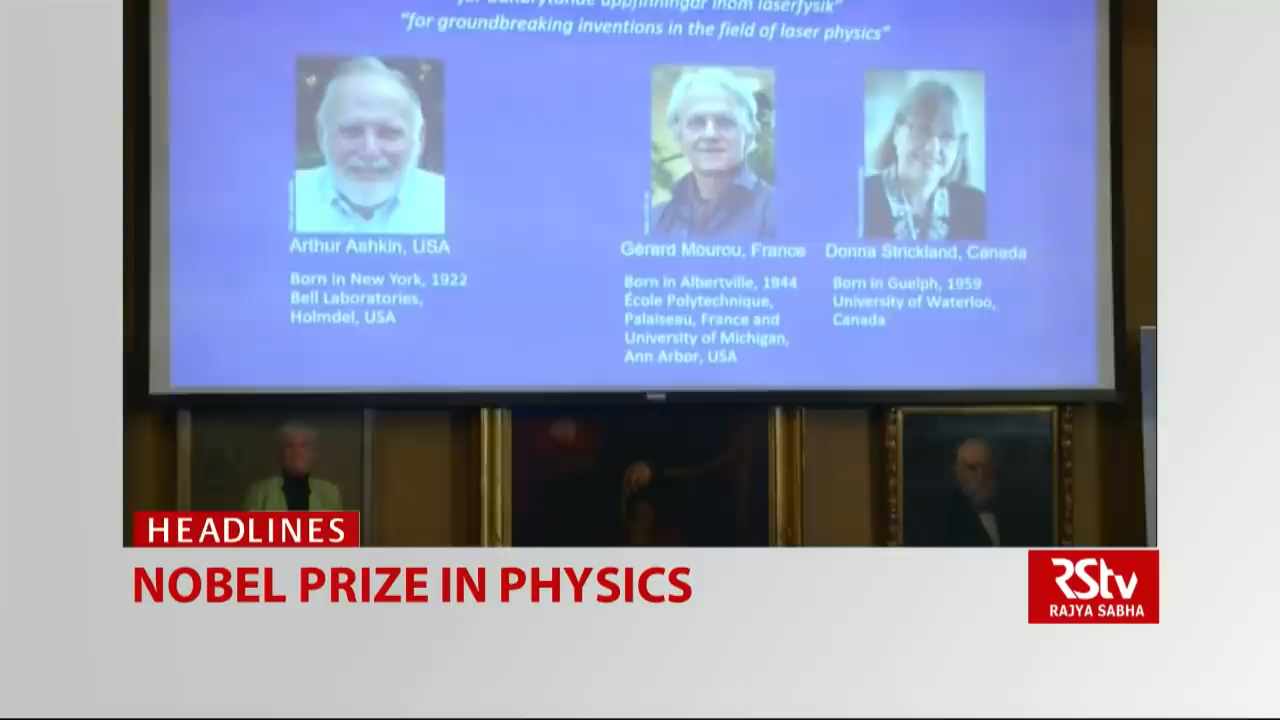 uppfinningar inom laserfysik”
“for groundbreaking inventions in the field of laser physics”
Arthur Ashkin, USA
Born in New York, 1922
Bell Laboratories,
Holmdel, USA
Gérard Mourou, France
Born in Albertville, 1944
École Polytechnique,
Palaiseau, France and
University of Michigan,
Ann Arbor, USA
Donna Strickland, Canada
Born in Guelph, 1959
University of Waterloo,
Canada
HEADLINES
NOBEL PRIZE IN PHYSICS
RStv
RAJYA SABHA